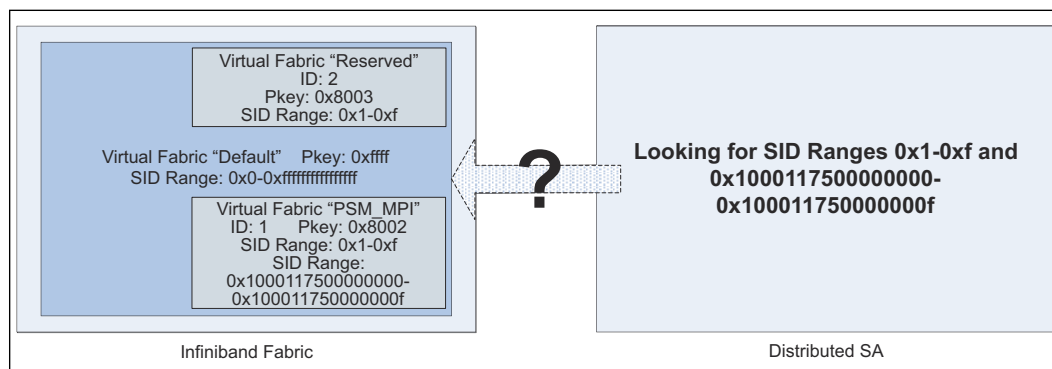 Virtual Fabric “Reserved”
ID: 2
Pkey: 0x8003
SID Range: 0x1-0xf
Virtual Fabric “Default” Pkey: 0xffff
SID Range: 0x0-0xffffffffffffffff
Virtual Fabric “PSM_MPI”
ID: 1 Pkey: 0x8002
SID Range: 0x1-0xf
SID Range:
0x1000117500000000-
0x100011750000000f
Infiniband Fabric
?
Looking for SID Ranges 0x1-0xf and
0x1000117500000000-
0x100011750000000f
Distributed SA